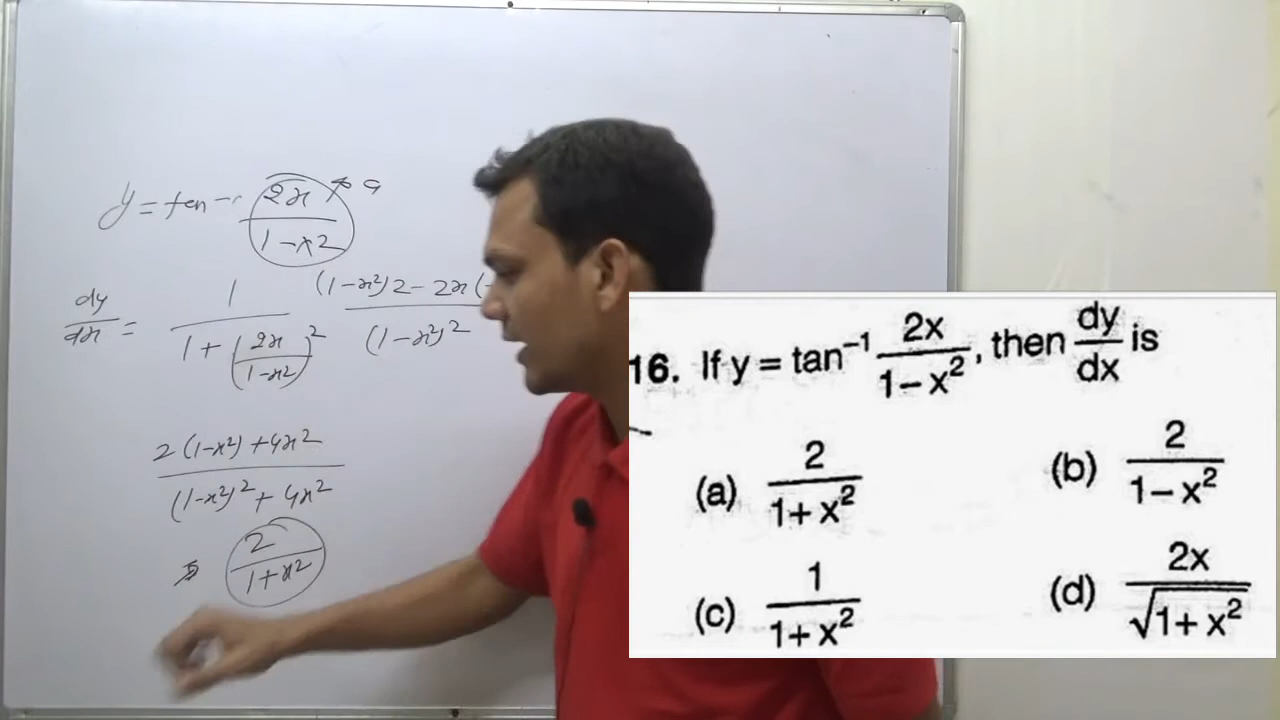 y = tan⁻¹ 2x/(1-x2)
dy/dx = 1/(1+(2x/(1-x²))²) (1-x²)2 - 2x(-/(1-x²)²
(2(1-x²)+4x²)/((1-x²)²+4x²)
2/(1+x²)
16. If y = tan⁻¹ 2x/(1-x²), then dy/dx is
(a) 2/(1+x²) (b) 2/(1-x²)
(c) 1/(1+x²) (d) 2x/√(1+x²)